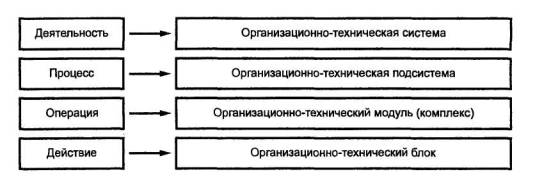 Деятельность
Организационно-техническая система
Процесс
Организационно-техническая подсистема
Операция
Организационно-технический модуль (комплекс)
Действие
Организационно-технический блок